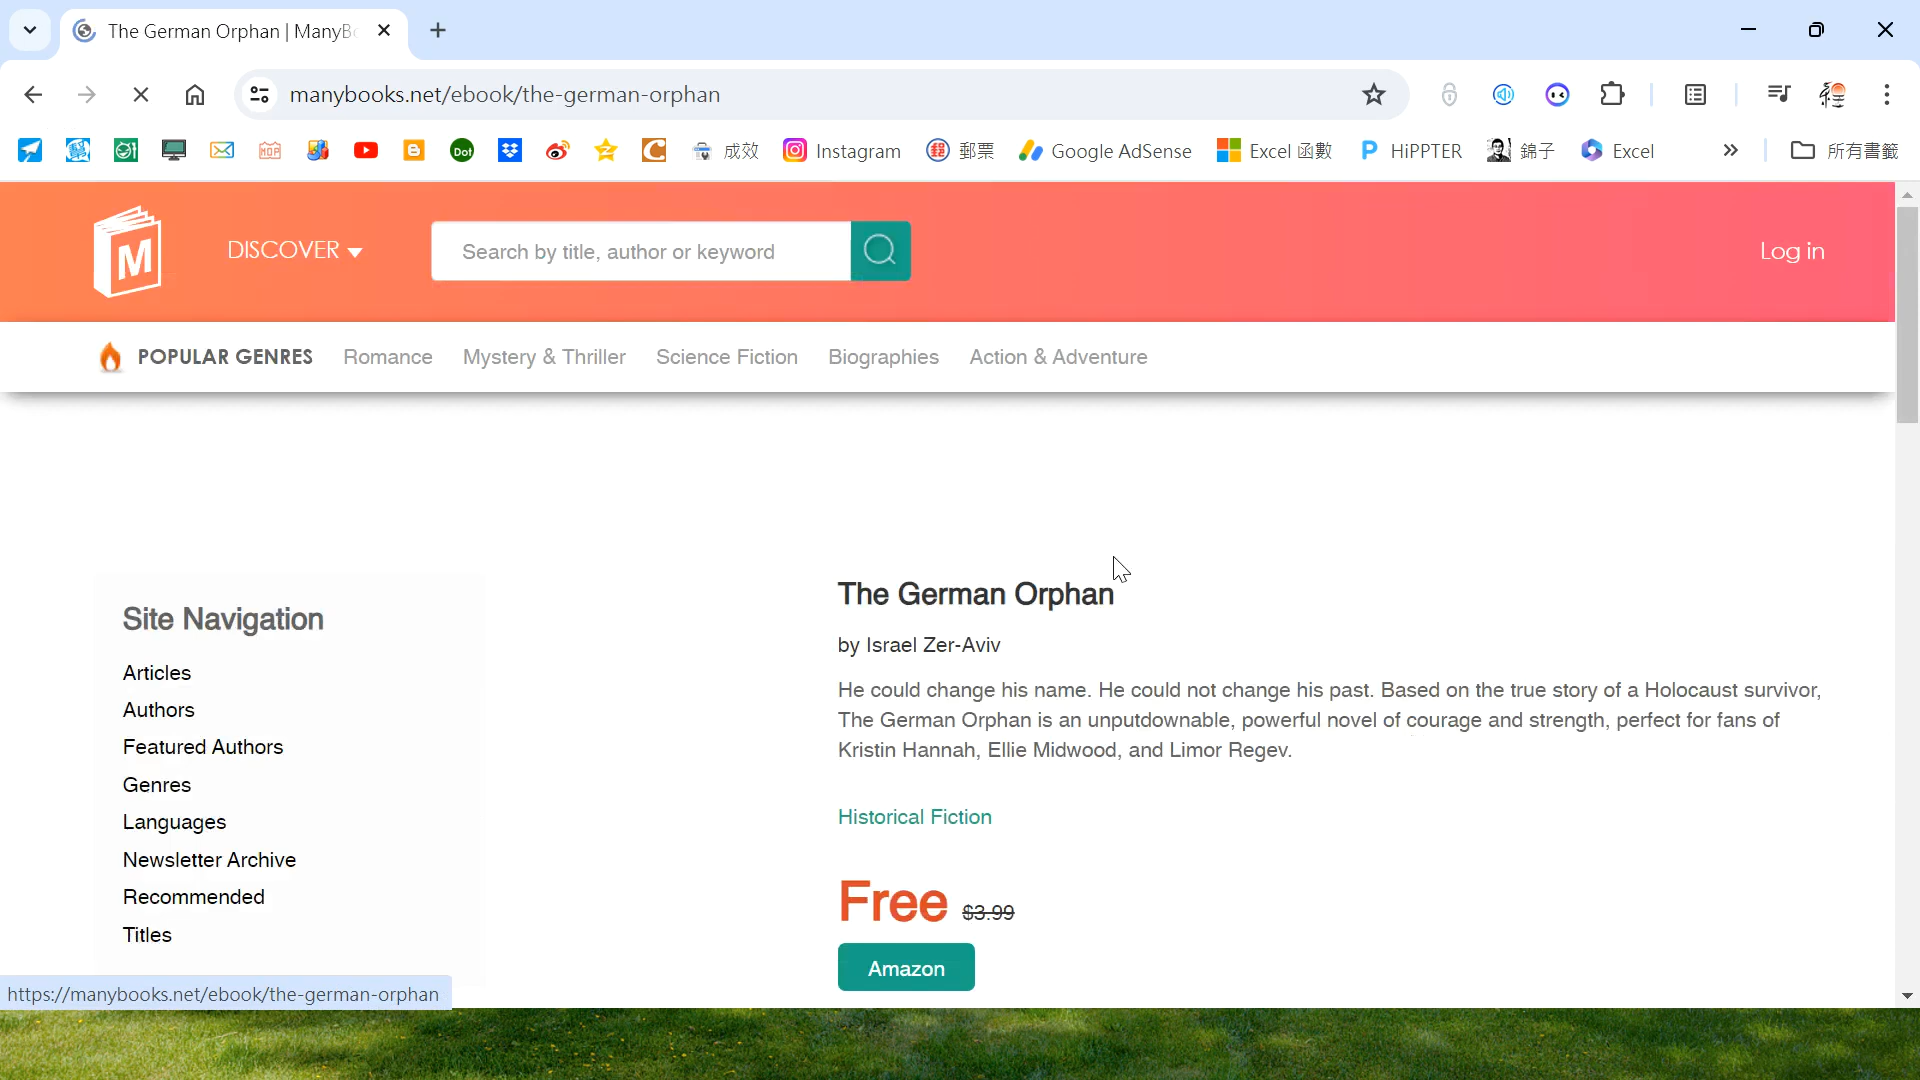 The German Orphan | ManyB
manybooks.net/ebook/the-german-orphan
成效 Instagram 郵票 Google AdSense Excel 函數 HiPPTER 錦子 Excel 所有書籤
M DISCOVER Search by title, author or keyword Log in
POPULAR GENRES Romance Mystery & Thriller Science Fiction Biographies Action & Adventure
The German Orphan
by Israel Zer-Aviv
He could change his name. He could not change his past. Based on the true story of a Holocaust survivor,
The German Orphan is an unputdownable, powerful novel of courage and strength, perfect for fans of
Kristin Hannah, Ellie Midwood, and Limor Regev.
Historical Fiction
Free $3.99
Amazon
Site Navigation
Articles
Authors
Featured Authors
Genres
Languages
Newsletter Archive
Recommended
Titles
https://manybooks.net/ebook/the-german-orphan